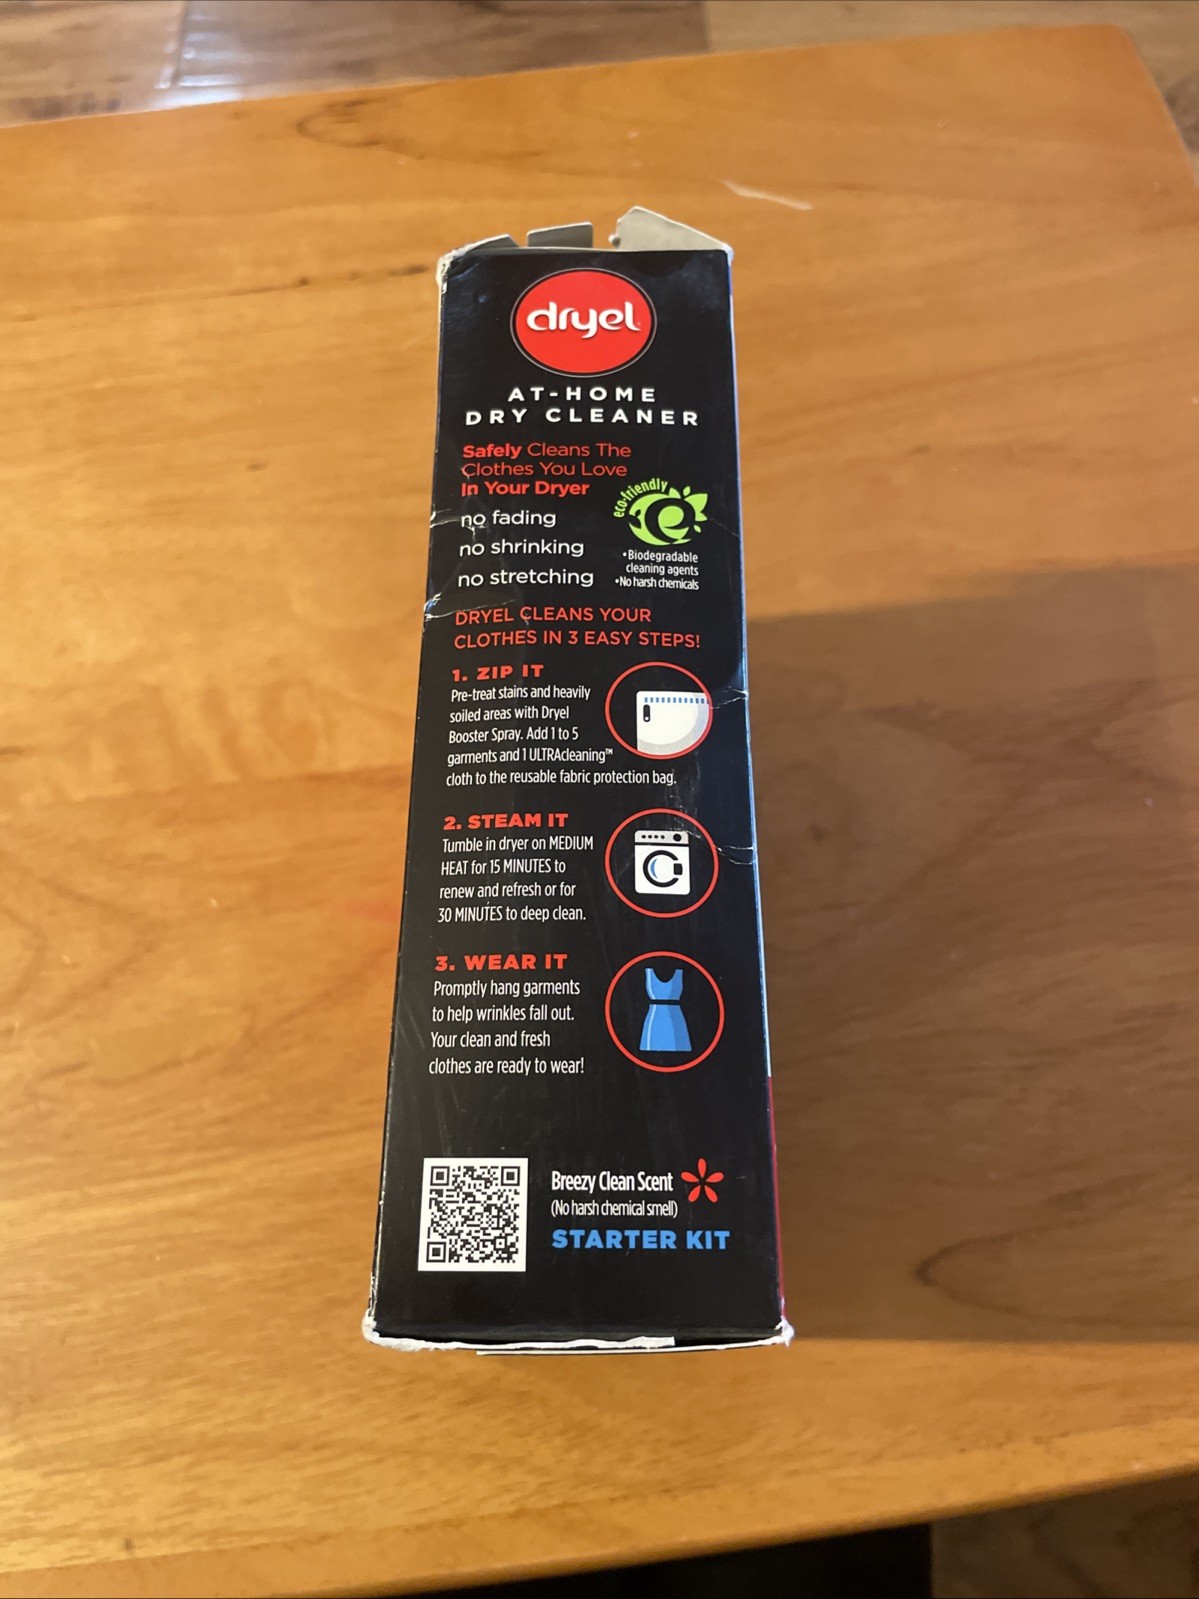 dryel
AT-HOME
DRY CLEANER
Safely Cleans The
Clothes You Love
In Your Dryer
eco-friendly
no fading
no shrinking
no stretching
•Biodegradable
cleaning agents
•No harsh chemicals
DRYEL CLEANS YOUR
CLOTHES IN 3 EASY STEPS!
1. ZIP IT
Pre-treat stains and heavily
soiled areas with Dryel
Booster Spray. Add 1 to 5
garments and 1 ULTRAcleaning™
cloth to the reusable fabric protection bag.
2. STEAM IT
Tumble in dryer on MEDIUM
HEAT for 15 MINUTES to
renew and refresh or for
30 MINUTES to deep clean.
3. WEAR IT
Promptly hang garments
to help wrinkles fall out.
Your clean and fresh
clothes are ready to wear!
Breezy Clean Scent
(No harsh chemical smell)
STARTER KIT